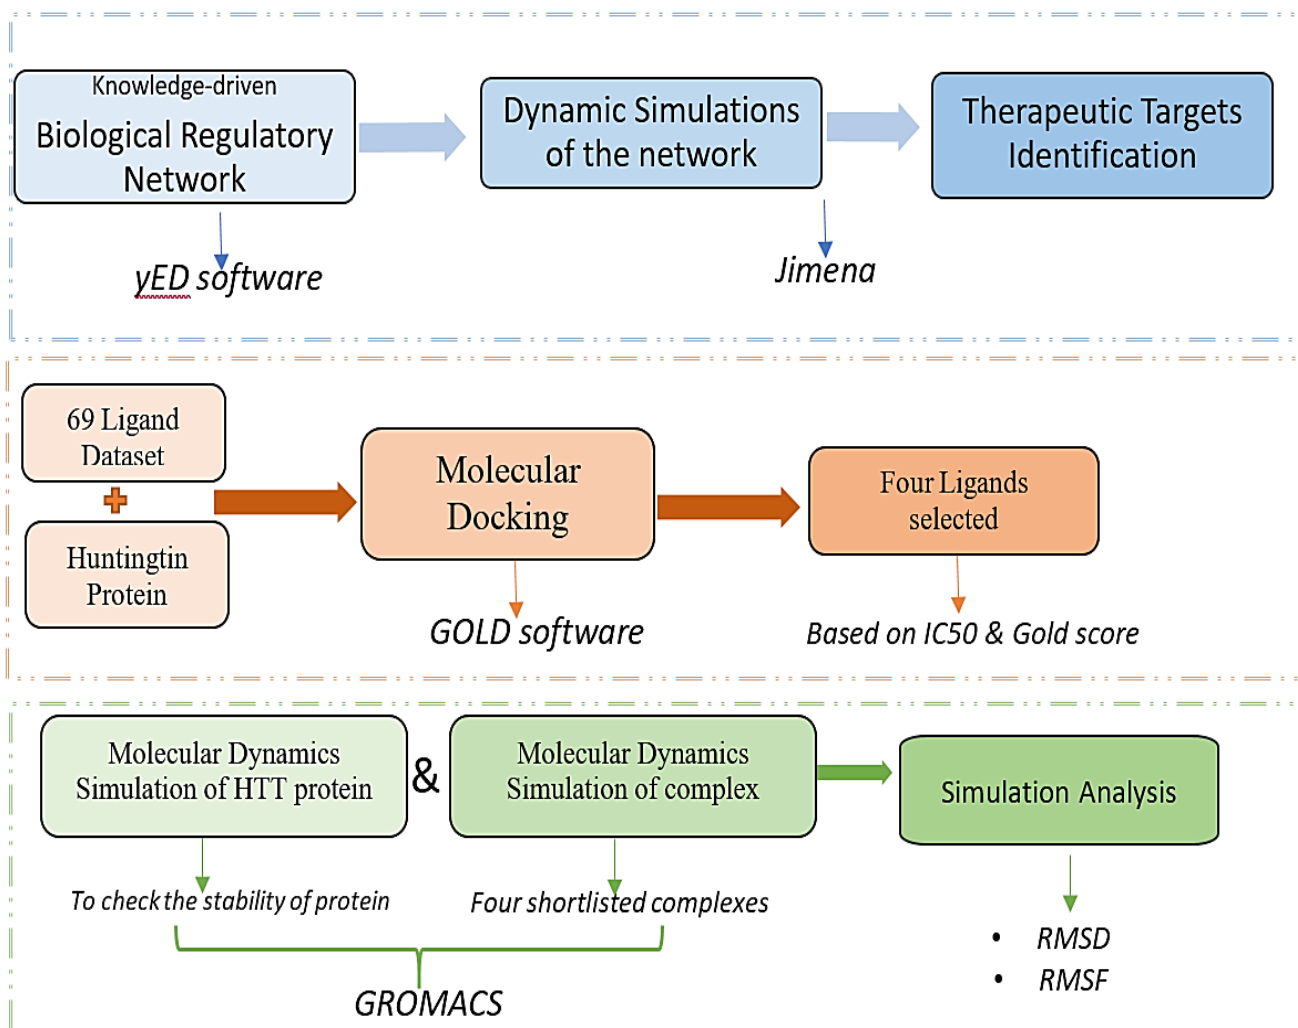 Knowledge-driven
Biological Regulatory
Network
Dynamic Simulations
of the network
Therapeutic Targets
Identification
yED software
Jimena
69 Ligand
Dataset
+
Huntingtin
Protein
Molecular
Docking
Four Ligands
selected
GOLD software
Based on IC50 & Gold score
Molecular Dynamics
Simulation of HTT protein
&
Molecular Dynamics
Simulation of complex
Simulation Analysis
To check the stability of protein
Four shortlisted complexes
• RMSD
• RMSF
GROMACS